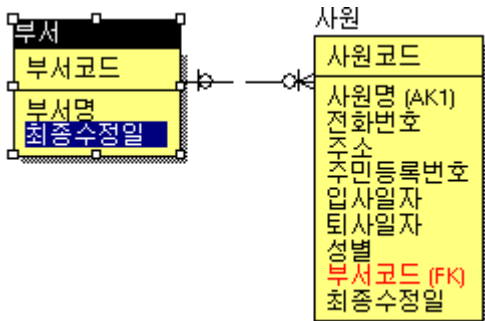 부서
부서코드
부서명
최종수정일
사원
사원코드
사원명 (AK1)
전화번호
주소
주민등록번호
입사일자
퇴사일자
성별
부서코드 (FK)
최종수정일